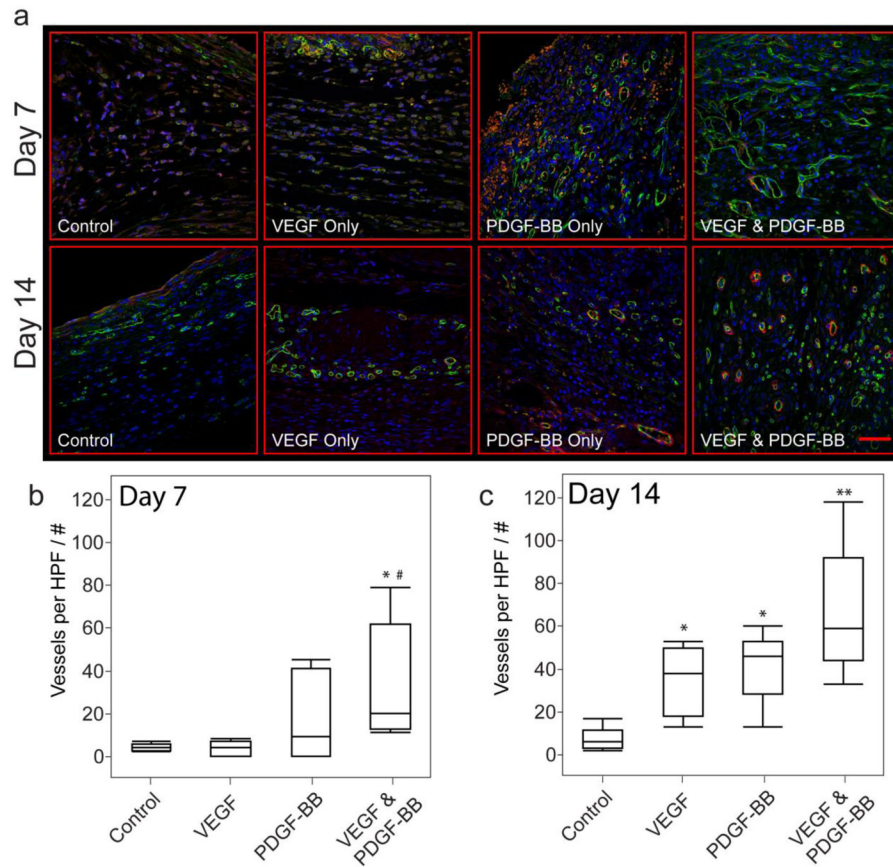 a
Day 7
Control
VEGF Only
PDGF-BB Only
VEGF & PDGF-BB
Day 14
Control
VEGF Only
PDGF-BB Only
VEGF & PDGF-BB
b
Day 7
Vessels per HPF / #
120
100
80
60
40
20
0
* #
Control
VEGF
PDGF-BB
VEGF &
PDGF-BB
c
Day 14
Vessels per HPF / #
120
100
80
60
40
20
0
*
*
**
Control
VEGF
PDGF-BB
VEGF &
PDGF-BB